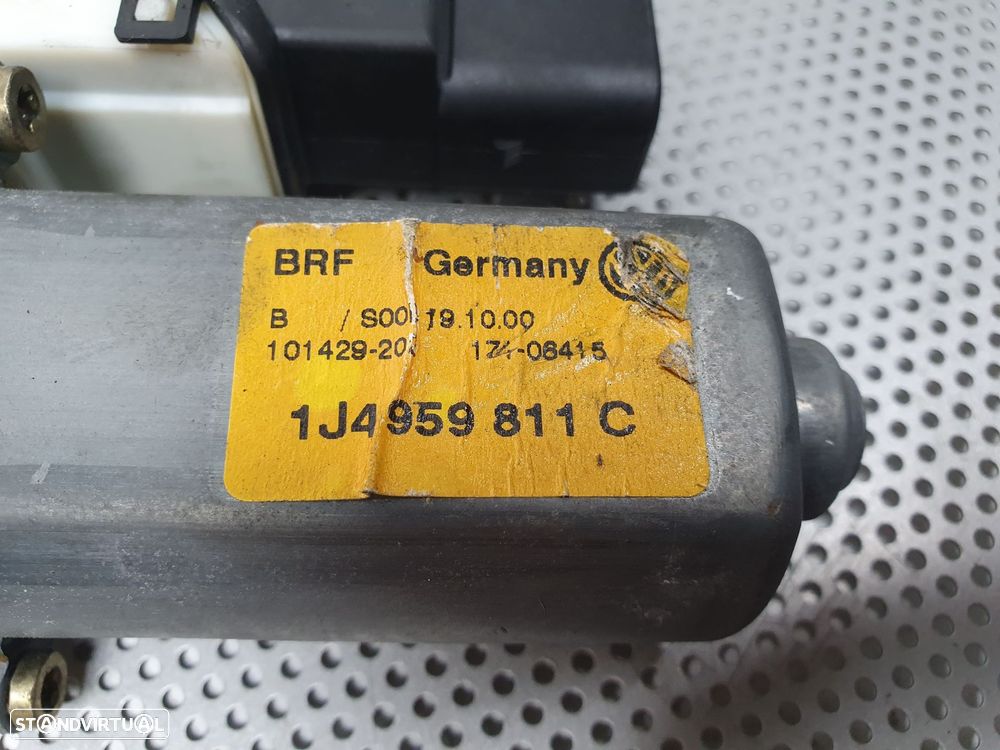 BRF Germany
B / S00 19.10.00
101429-20 174-08415
1J4959 811 C
STANDVIRTUAL